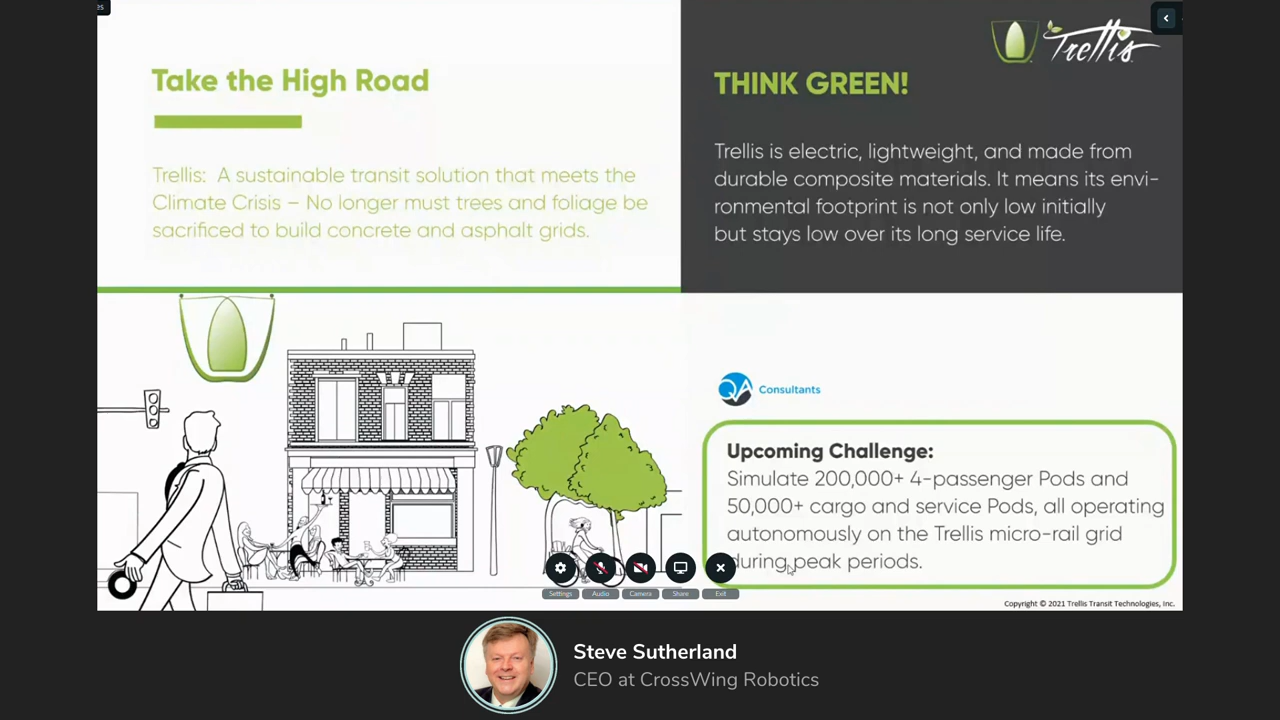 es
Trellis
Take the High Road
Trellis: A sustainable transit solution that meets the
Climate Crisis – No longer must trees and foliage be
sacrificed to build concrete and asphalt grids.
THINK GREEN!
Trellis is electric, lightweight, and made from
durable composite materials. It means its envi-
ronmental footprint is not only low initially
but stays low over its long service life.
QA Consultants
Upcoming Challenge:
Simulate 200,000+ 4-passenger Pods and
50,000+ cargo and service Pods, all operating
autonomously on the Trellis micro-rail grid
during peak periods.
Settings Audio Camera Share Exit
Copyright © 2021 Trellis Transit Technologies, Inc.
Steve Sutherland
CEO at CrossWing Robotics